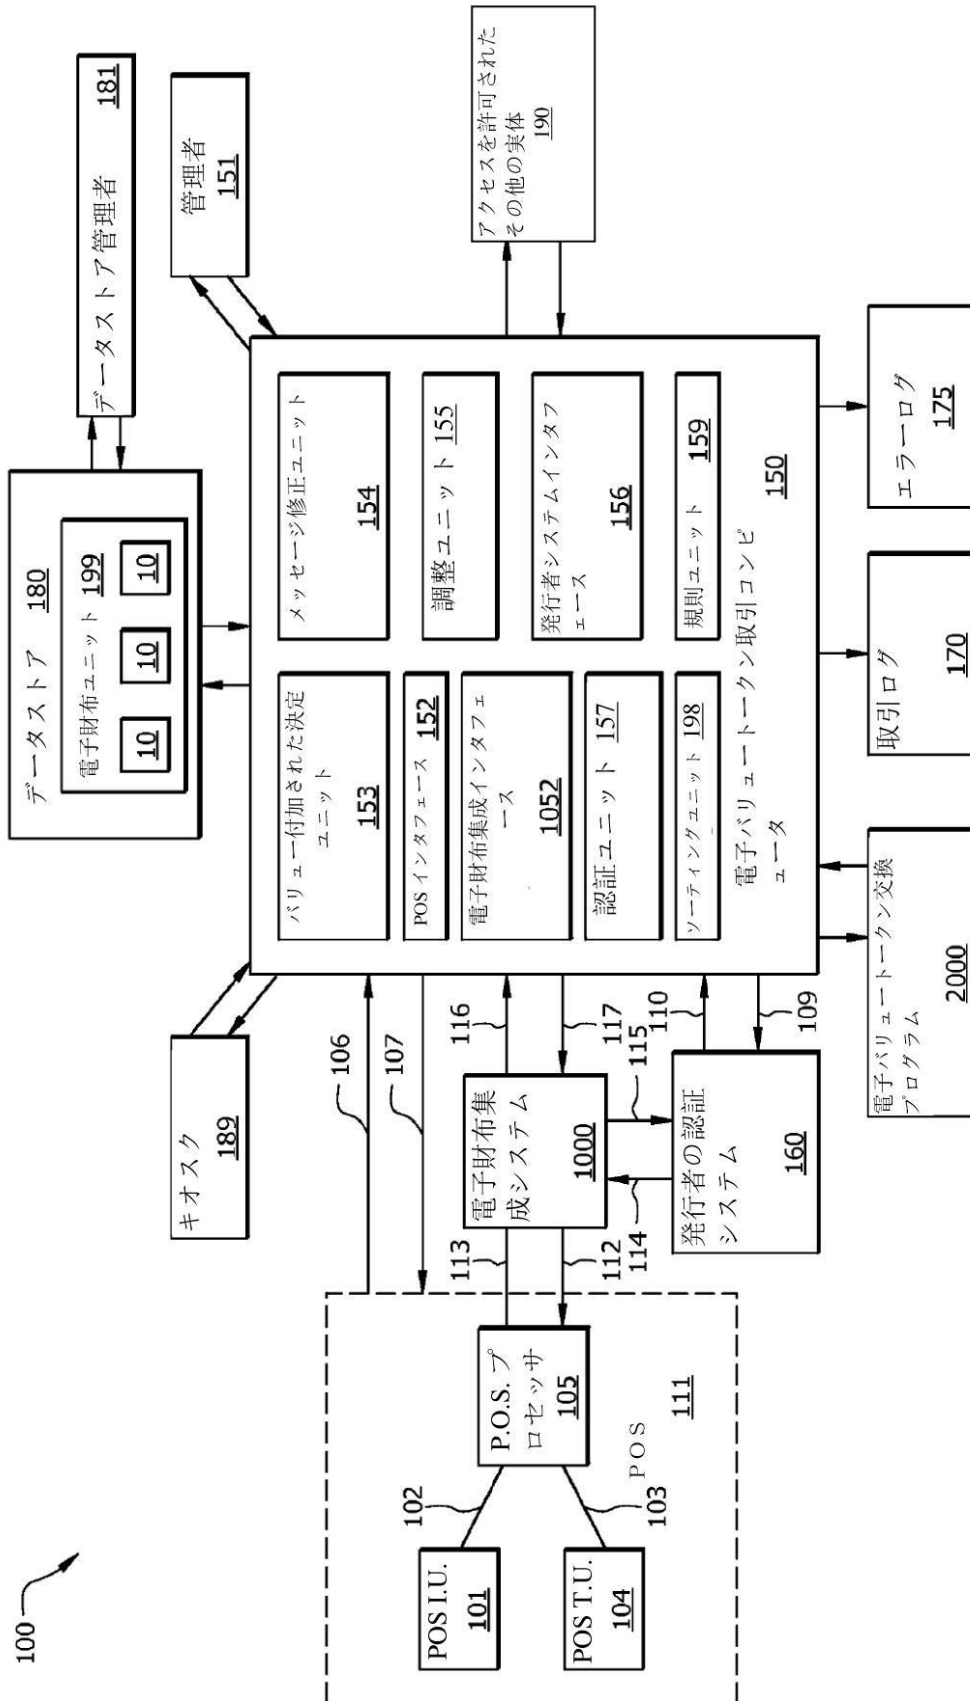 100
データストア
180
電子財布ユニット
199
10
10
10
データストア管理者
181
キオスク
189
管理者
151
106
107
バリュー付加された決定
ユニット
153
メッセージ修正ユニット
154
POS インタフェース 152
調整ユニット 155
電子財布集成インタフェ
ース
1052
発行者システムインタフ
ェース
156
認証ユニット 157
ソーティングユニット 198
規則ユニット 159
電子バリュートークン取引コンピ
ュータ
150
アクセスを許可された
その他の実体
190
POS I.U.
101
102
POS T.U.
104
103
P.O.S. プ
ロセッサ
105
POS
111
113
112
電子財布集
成システム
1000
116
117
114
115
110
109
発行者の認証
システム
160
電子バリュートークン交換
プログラム
2000
取引ログ
170
エラーログ
175